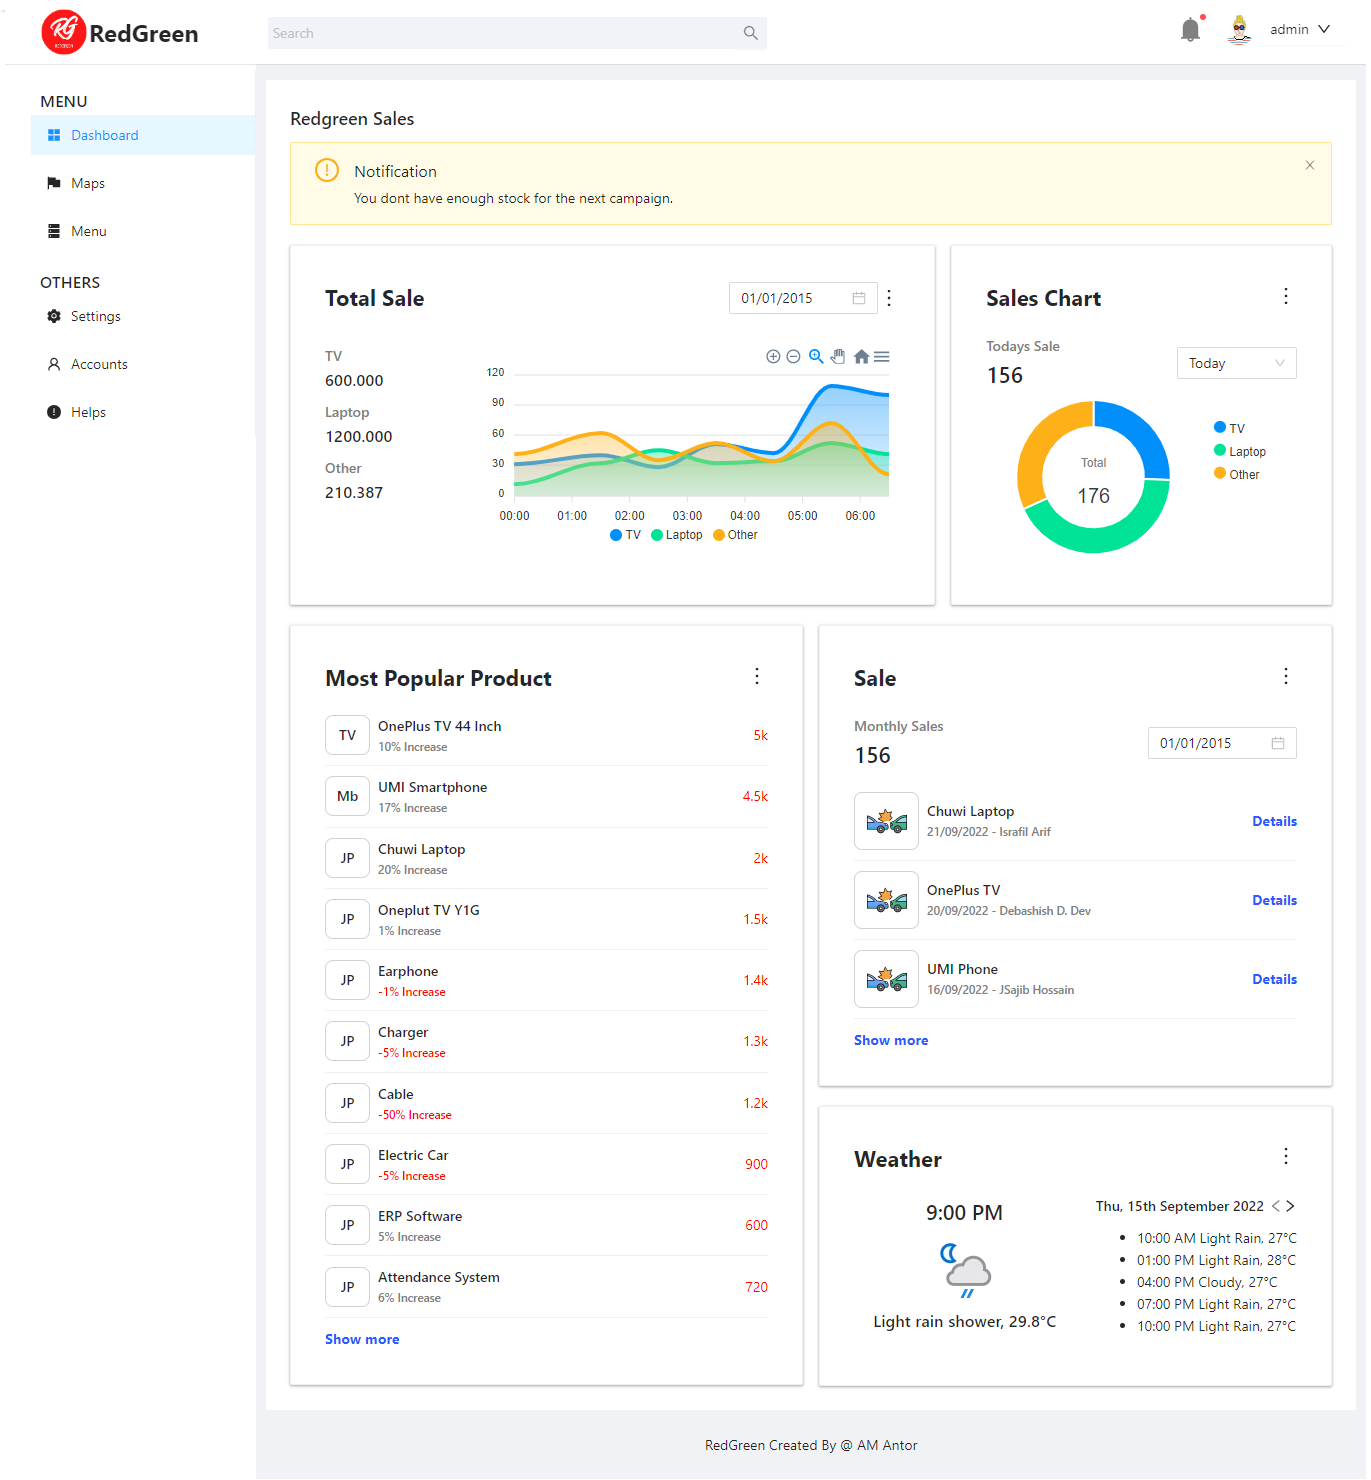 RG
RedGreen
Search
admin
MENU
Dashboard
Maps
Menu
OTHERS
Settings
Accounts
Helps
Redgreen Sales
Notification
You dont have enough stock for the next campaign.
Total Sale
01/01/2015
TV
600.000
Laptop
1200.000
Other
210.387
120
90
60
30
0
00:00 01:00 02:00 03:00 04:00 05:00 06:00
TV Laptop Other
Sales Chart
Todays Sale
156
Today
Total
176
TV
Laptop
Other
Most Popular Product
TV
OnePlus TV 44 Inch
10% Increase
5k
Mb
UMI Smartphone
17% Increase
4.5k
JP
Chuwi Laptop
20% Increase
2k
JP
Oneplut TV Y1G
1% Increase
1.5k
JP
Earphone
-1% Increase
1.4k
JP
Charger
-5% Increase
1.3k
JP
Cable
-50% Increase
1.2k
JP
Electric Car
-5% Increase
900
JP
ERP Software
5% Increase
600
JP
Attendance System
6% Increase
720
Show more
Sale
Monthly Sales
156
01/01/2015
Chuwi Laptop
21/09/2022 - Israfil Arif
Details
OnePlus TV
20/09/2022 - Debashish D. Dev
Details
UMI Phone
16/09/2022 - JSajib Hossain
Details
Show more
Weather
9:00 PM
Light rain shower, 29.8°C
Thu, 15th September 2022
10:00 AM Light Rain, 27°C
01:00 PM Light Rain, 28°C
04:00 PM Cloudy, 27°C
07:00 PM Light Rain, 27°C
10:00 PM Light Rain, 27°C
RedGreen Created By @ AM Antor